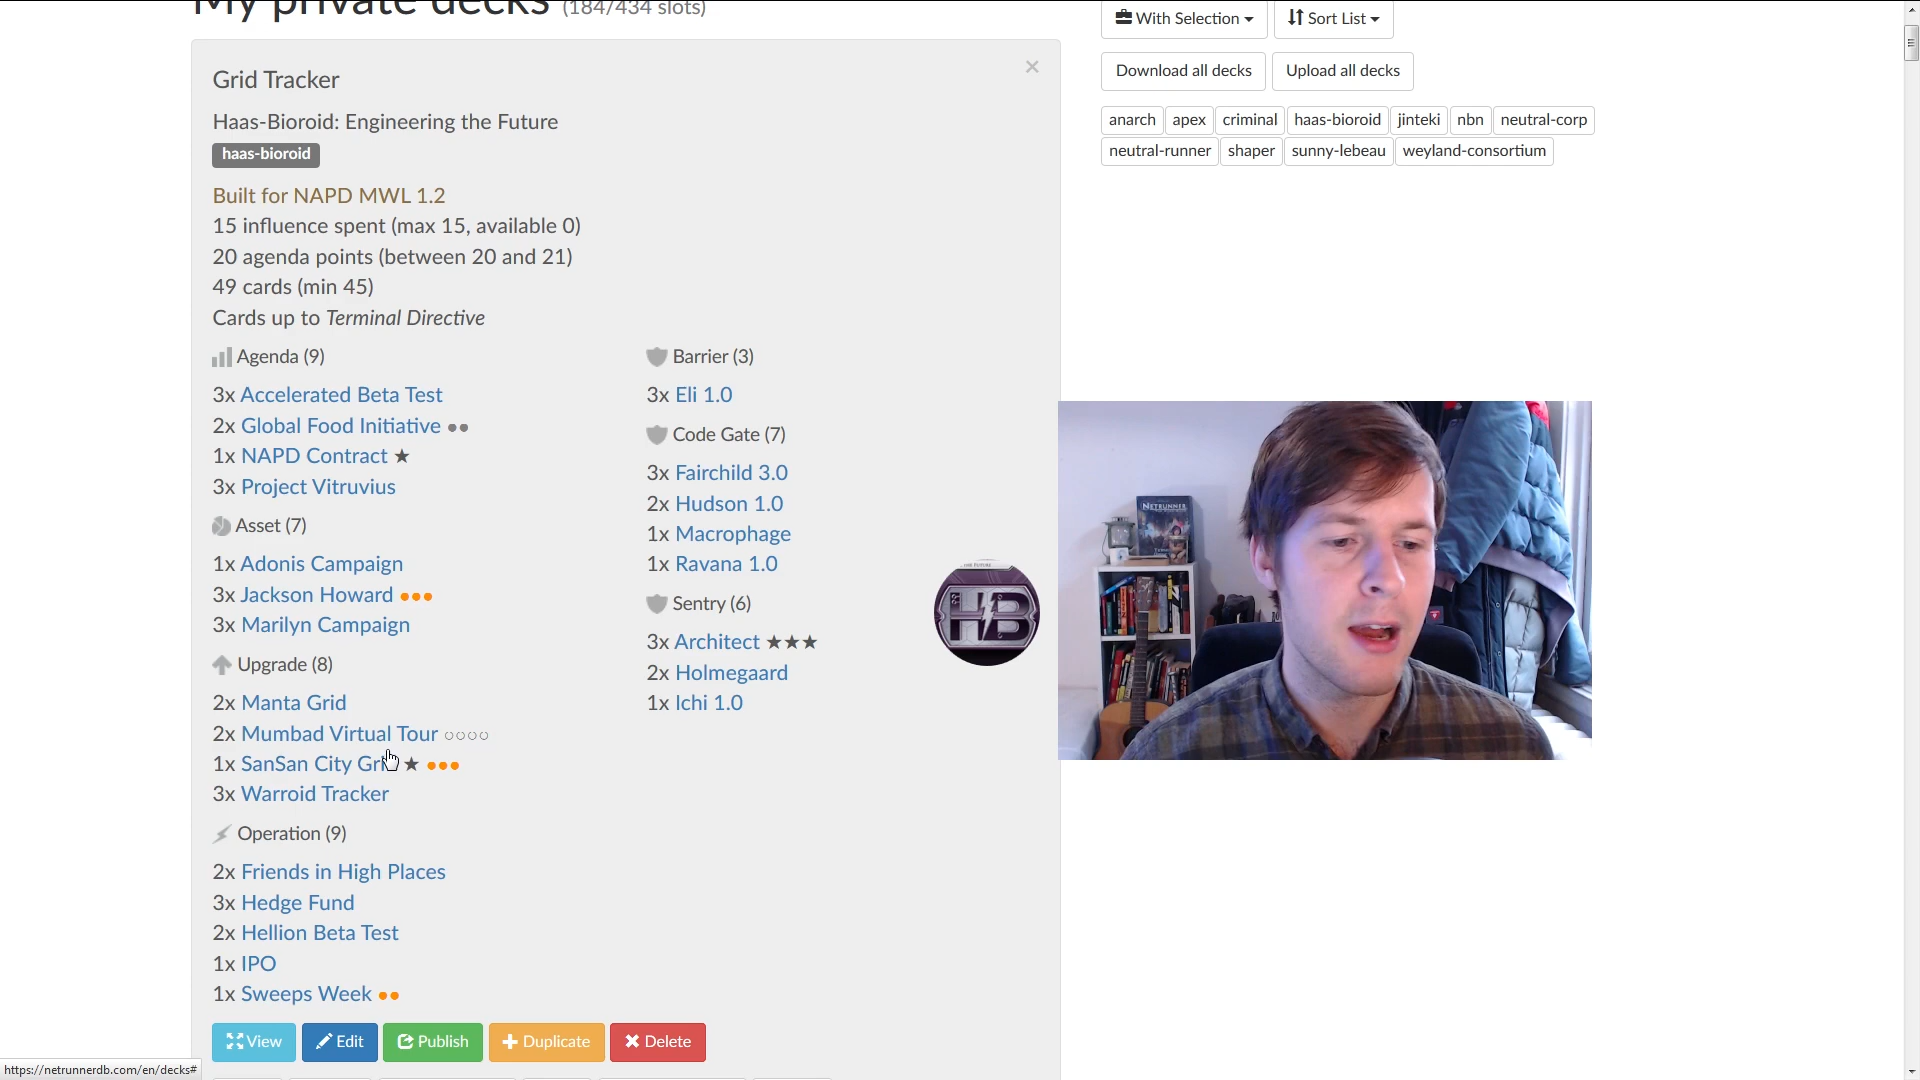 My private decks (184/434 slots)
With Selection
Sort List
Download all decks
Upload all decks
anarch
apex
criminal
haas-bioroid
jinteki
nbn
neutral-corp
neutral-runner
shaper
sunny-lebeau
weyland-consortium
×
Grid Tracker
Haas-Bioroid: Engineering the Future
haas-bioroid
Built for NAPD MWL 1.2
15 influence spent (max 15, available 0)
20 agenda points (between 20 and 21)
49 cards (min 45)
Cards up to Terminal Directive
Agenda (9)
3x Accelerated Beta Test
2x Global Food Initiative ●●
1x NAPD Contract ★
3x Project Vitruvius
Asset (7)
1x Adonis Campaign
3x Jackson Howard ●●●
3x Marilyn Campaign
Upgrade (8)
2x Manta Grid
2x Mumbad Virtual Tour ○○○○
1x SanSan City Gri ★ ●●●
3x Warroid Tracker
Operation (9)
2x Friends in High Places
3x Hedge Fund
2x Hellion Beta Test
1x IPO
1x Sweeps Week ●●
Barrier (3)
3x Eli 1.0
Code Gate (7)
3x Fairchild 3.0
2x Hudson 1.0
1x Macrophage
1x Ravana 1.0
Sentry (6)
3x Architect ★★★
2x Holmegaard
1x Ichi 1.0
HB
NETRUNNER
View
Edit
Publish
Duplicate
Delete
https://netrunnerdb.com/en/decks#